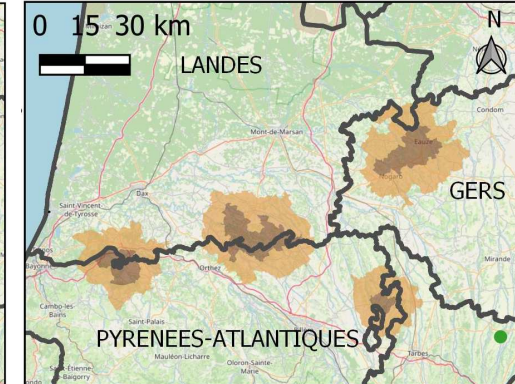 0 15 30 km
N
LANDES
Condom
Mont-de-Marsan
Eauze
Nogaro
Dax
GERS
Saint-Vincent
de-Tyrosse
Mirande
Bayonne
Orthez
Cambo-les
Bains
Saint-Palais
PYRENEES-ATLANTIQUES
Mauléon-Licharre
Tarbes
Oloron-Sainte-
Marie
Saint-Étienne-
de-Baïgorry